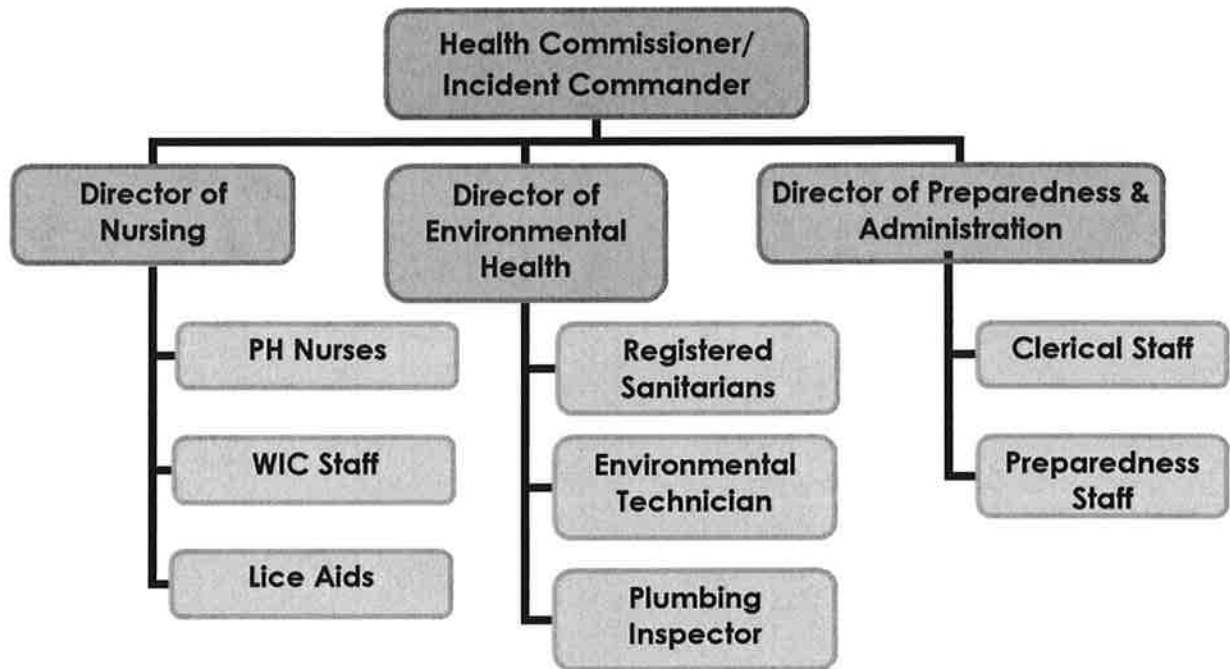 Health Commissioner/
Incident Commander
Director of
Nursing
Director of
Environmental
Health
Director of Preparedness &
Administration
PH Nurses
WIC Staff
Lice Aids
Registered
Sanitarians
Environmental
Technician
Plumbing
Inspector
Clerical Staff
Preparedness
Staff